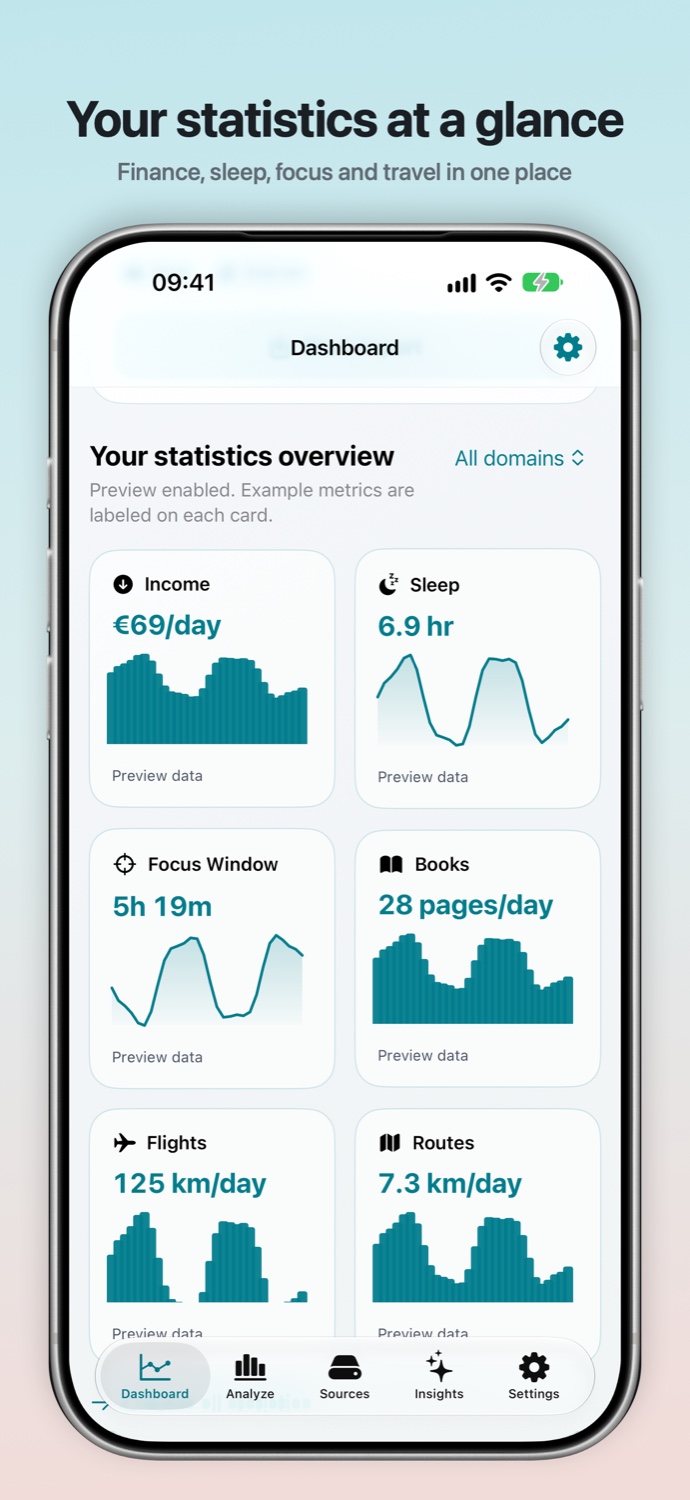 Your statistics at a glance
Finance, sleep, focus and travel in one place
09:41
Dashboard
Your statistics overview
All domains
Preview enabled. Example metrics are
labeled on each card.
Income
€69/day
Preview data
Sleep
6.9 hr
Preview data
Focus Window
5h 19m
Preview data
Books
28 pages/day
Preview data
Flights
125 km/day
Preview data
Routes
7.3 km/day
Preview data
Dashboard
Analyze
Sources
Insights
Settings